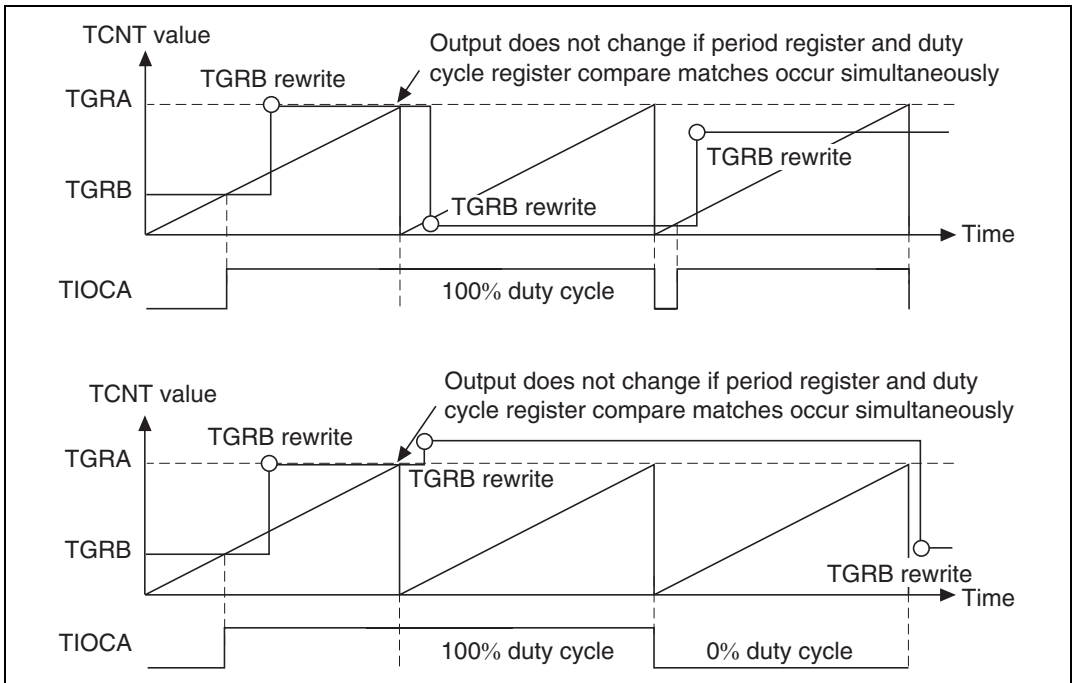 TCNT value
Output does not change if period register and duty
cycle register compare matches occur simultaneously
TGRB rewrite
TGRA
TGRB rewrite
TGRB
TGRB rewrite
Time
TIOCA
100% duty cycle
Output does not change if period register and duty
TCNT value
cycle register compare matches occur simultaneously
TGRB rewrite
TGRA
TGRB rewrite
TGRB
TGRB rewrite
Time
TIOCA
100% duty cycle
0% duty cycle